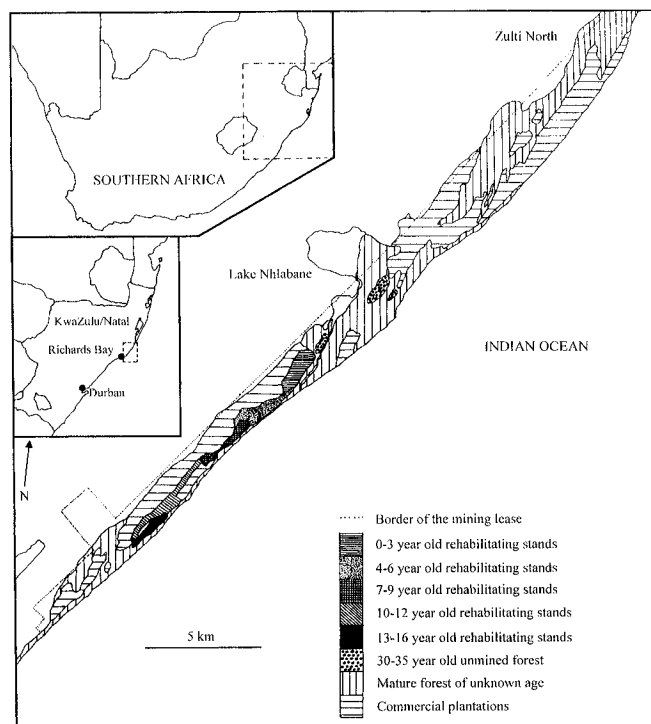 Zulti North
SOUTHERN AFRICA
Lake Nhlabane
KwaZulu/Natal
Richards Bay
Durban
INDIAN OCEAN
N
5 km
Border of the mining lease
0-3 year old rehabilitating stands
4-6 year old rehabilitating stands
7-9 year old rehabilitating stands
10-12 year old rehabilitating stands
13-16 year old rehabilitating stands
30-35 year old unmined forest
Mature forest of unknown age
Commercial plantations